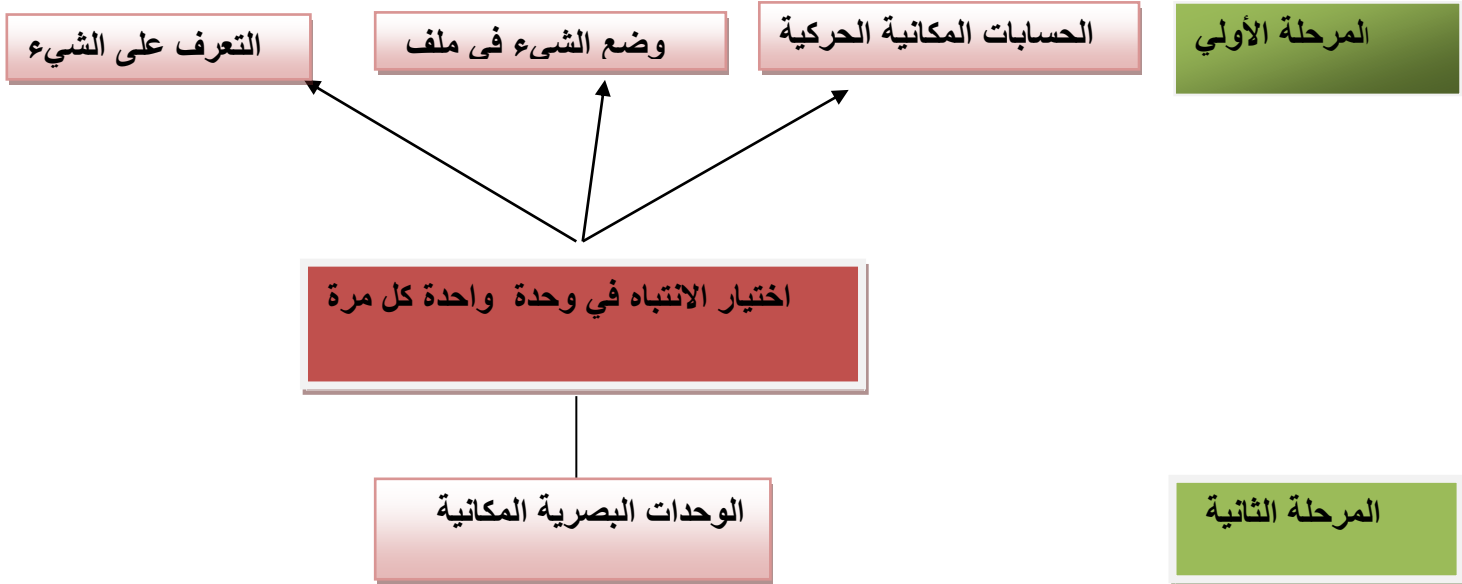 المرحلة الأولي
الحسابات المكانية الحركية
وضع الشيء في ملف
التعرف على الشيء
اختيار الانتباه في وحدة واحدة كل مرة
المرحلة الثانية
الوحدات البصرية المكانية